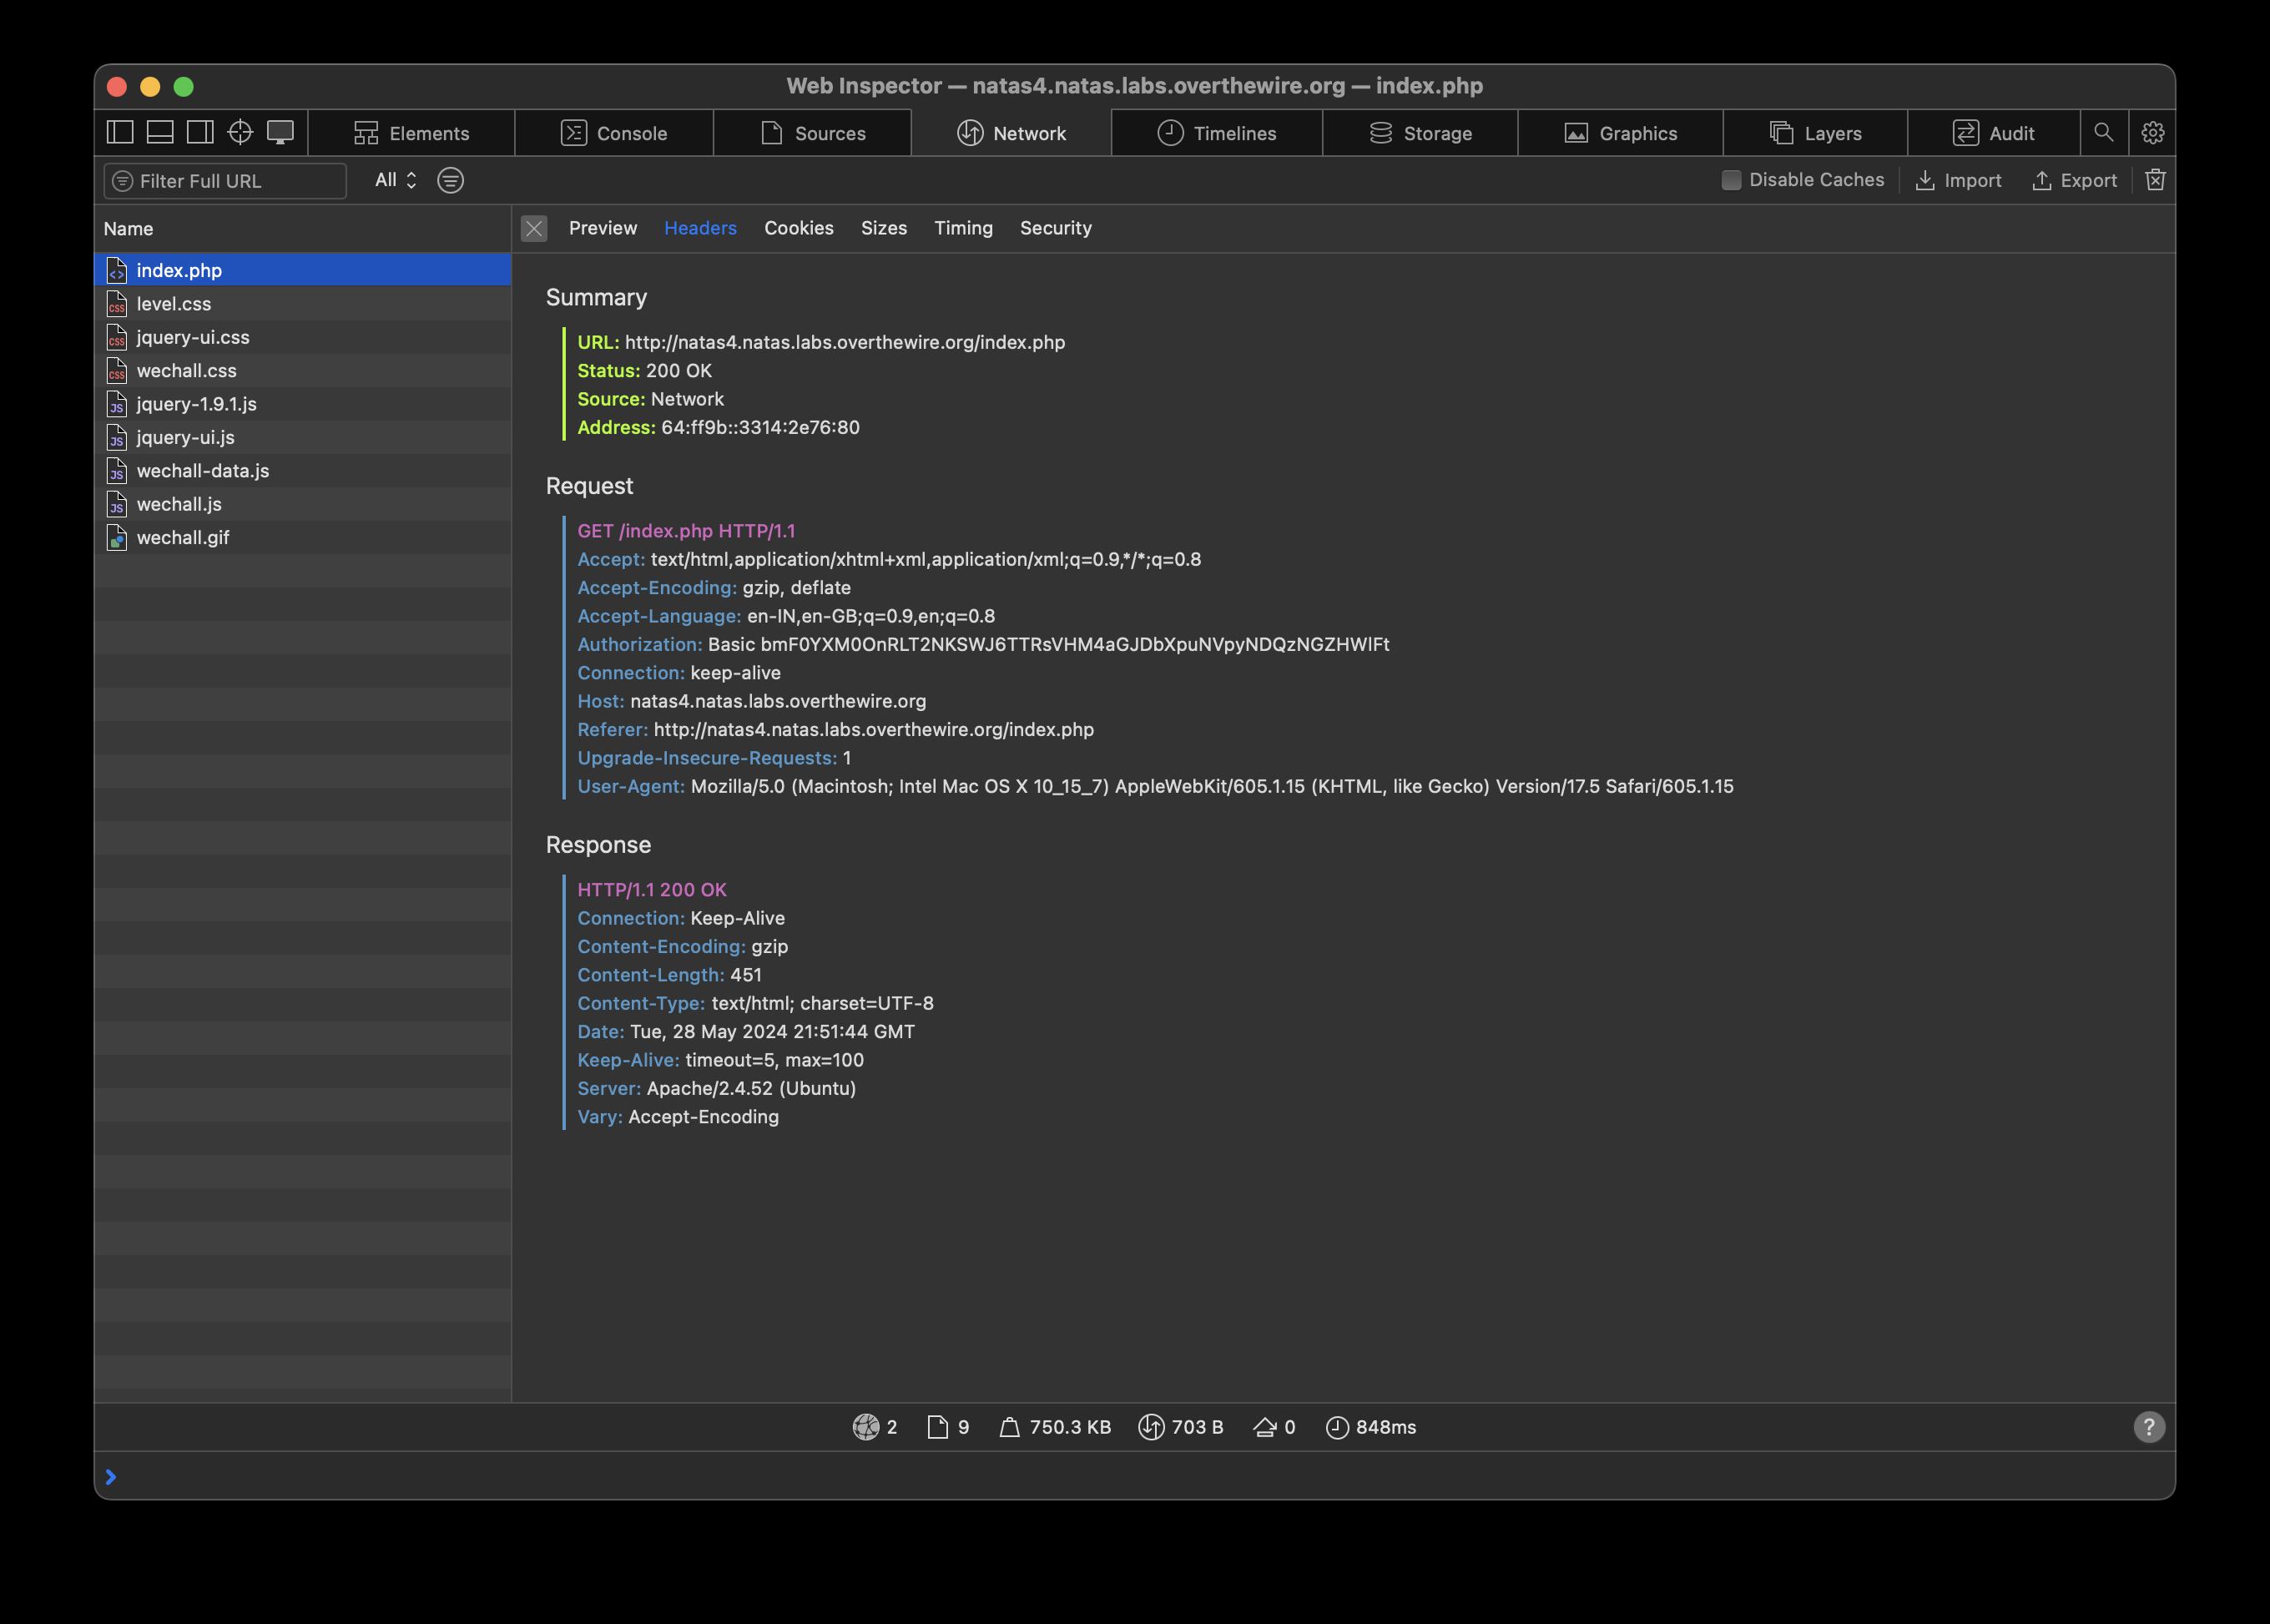 Web Inspector — natas4.natas.labs.overthewire.org — index.php
Elements Console Sources Network Timelines Storage Graphics Layers Audit
Filter Full URL All Disable Caches Import Export
Name
index.php
level.css
jquery-ui.css
wechall.css
jquery-1.9.1.js
jquery-ui.js
wechall-data.js
wechall.js
wechall.gif
Preview Headers Cookies Sizes Timing Security
Summary
URL: http://natas4.natas.labs.overthewire.org/index.php
Status: 200 OK
Source: Network
Address: 64:ff9b::3314:2e76:80
Request
GET /index.php HTTP/1.1
Accept: text/html,application/xhtml+xml,application/xml;q=0.9,*/*;q=0.8
Accept-Encoding: gzip, deflate
Accept-Language: en-IN,en-GB;q=0.9,en;q=0.8
Authorization: Basic bmF0YXM0OnRLT2NKSWJ6TTRsVHM4aGJDbXpuNVpyNDQzNGZHWlFt
Connection: keep-alive
Host: natas4.natas.labs.overthewire.org
Referer: http://natas4.natas.labs.overthewire.org/index.php
Upgrade-Insecure-Requests: 1
User-Agent: Mozilla/5.0 (Macintosh; Intel Mac OS X 10_15_7) AppleWebKit/605.1.15 (KHTML, like Gecko) Version/17.5 Safari/605.1.15
Response
HTTP/1.1 200 OK
Connection: Keep-Alive
Content-Encoding: gzip
Content-Length: 451
Content-Type: text/html; charset=UTF-8
Date: Tue, 28 May 2024 21:51:44 GMT
Keep-Alive: timeout=5, max=100
Server: Apache/2.4.52 (Ubuntu)
Vary: Accept-Encoding
2 9 750.3 KB 703 B 0 848ms ?